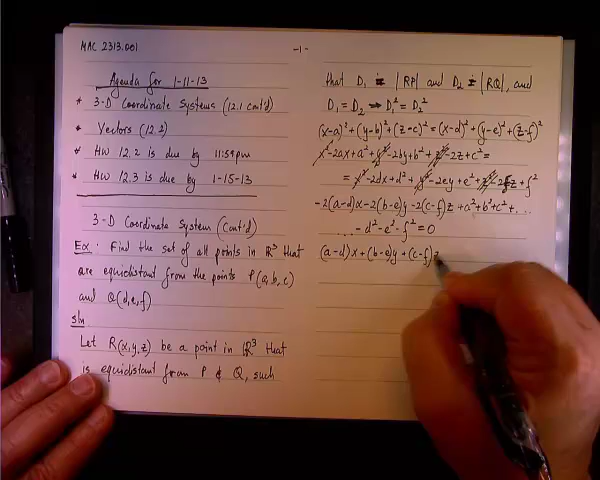 MAC 2313.001
-1-
Agenda for 1-11-13
* 3-D Coordinate Systems (12.1 cont'd)
* Vectors (12.2)
* HW 12.2 is due by 11:59pm
* HW 12.3 is due by 1-15-13
3-D Coordinate System (Cont'd)
Ex: Find the set of all points in ℝ³ that
are equidistant from the points P(a,b,c)
and Q(d,e,f)
Sln
Let R(x,y,z) be a point in ℝ³ that
is equidistant from P & Q, such
that D₁ = |RP| and D₂ = |RQ|, and
D₁ = D₂ ⇒ D₁² = D₂²
(x-a)²+(y-b)²+(z-c)²=(x-d)²+(y-e)²+(z-f)²
x²-2ax+a²+y²-2by+b²+z²-2z+c²=
= x²-2dx+d²+y²-2ey+e²+z²-2fz+f²
-2(a-d)x-2(b-e)y-2(c-f)z+a²+b²+c²+...
...-d²-e²-f²=0
(a-d)x+(b-e)y+(c-f)z